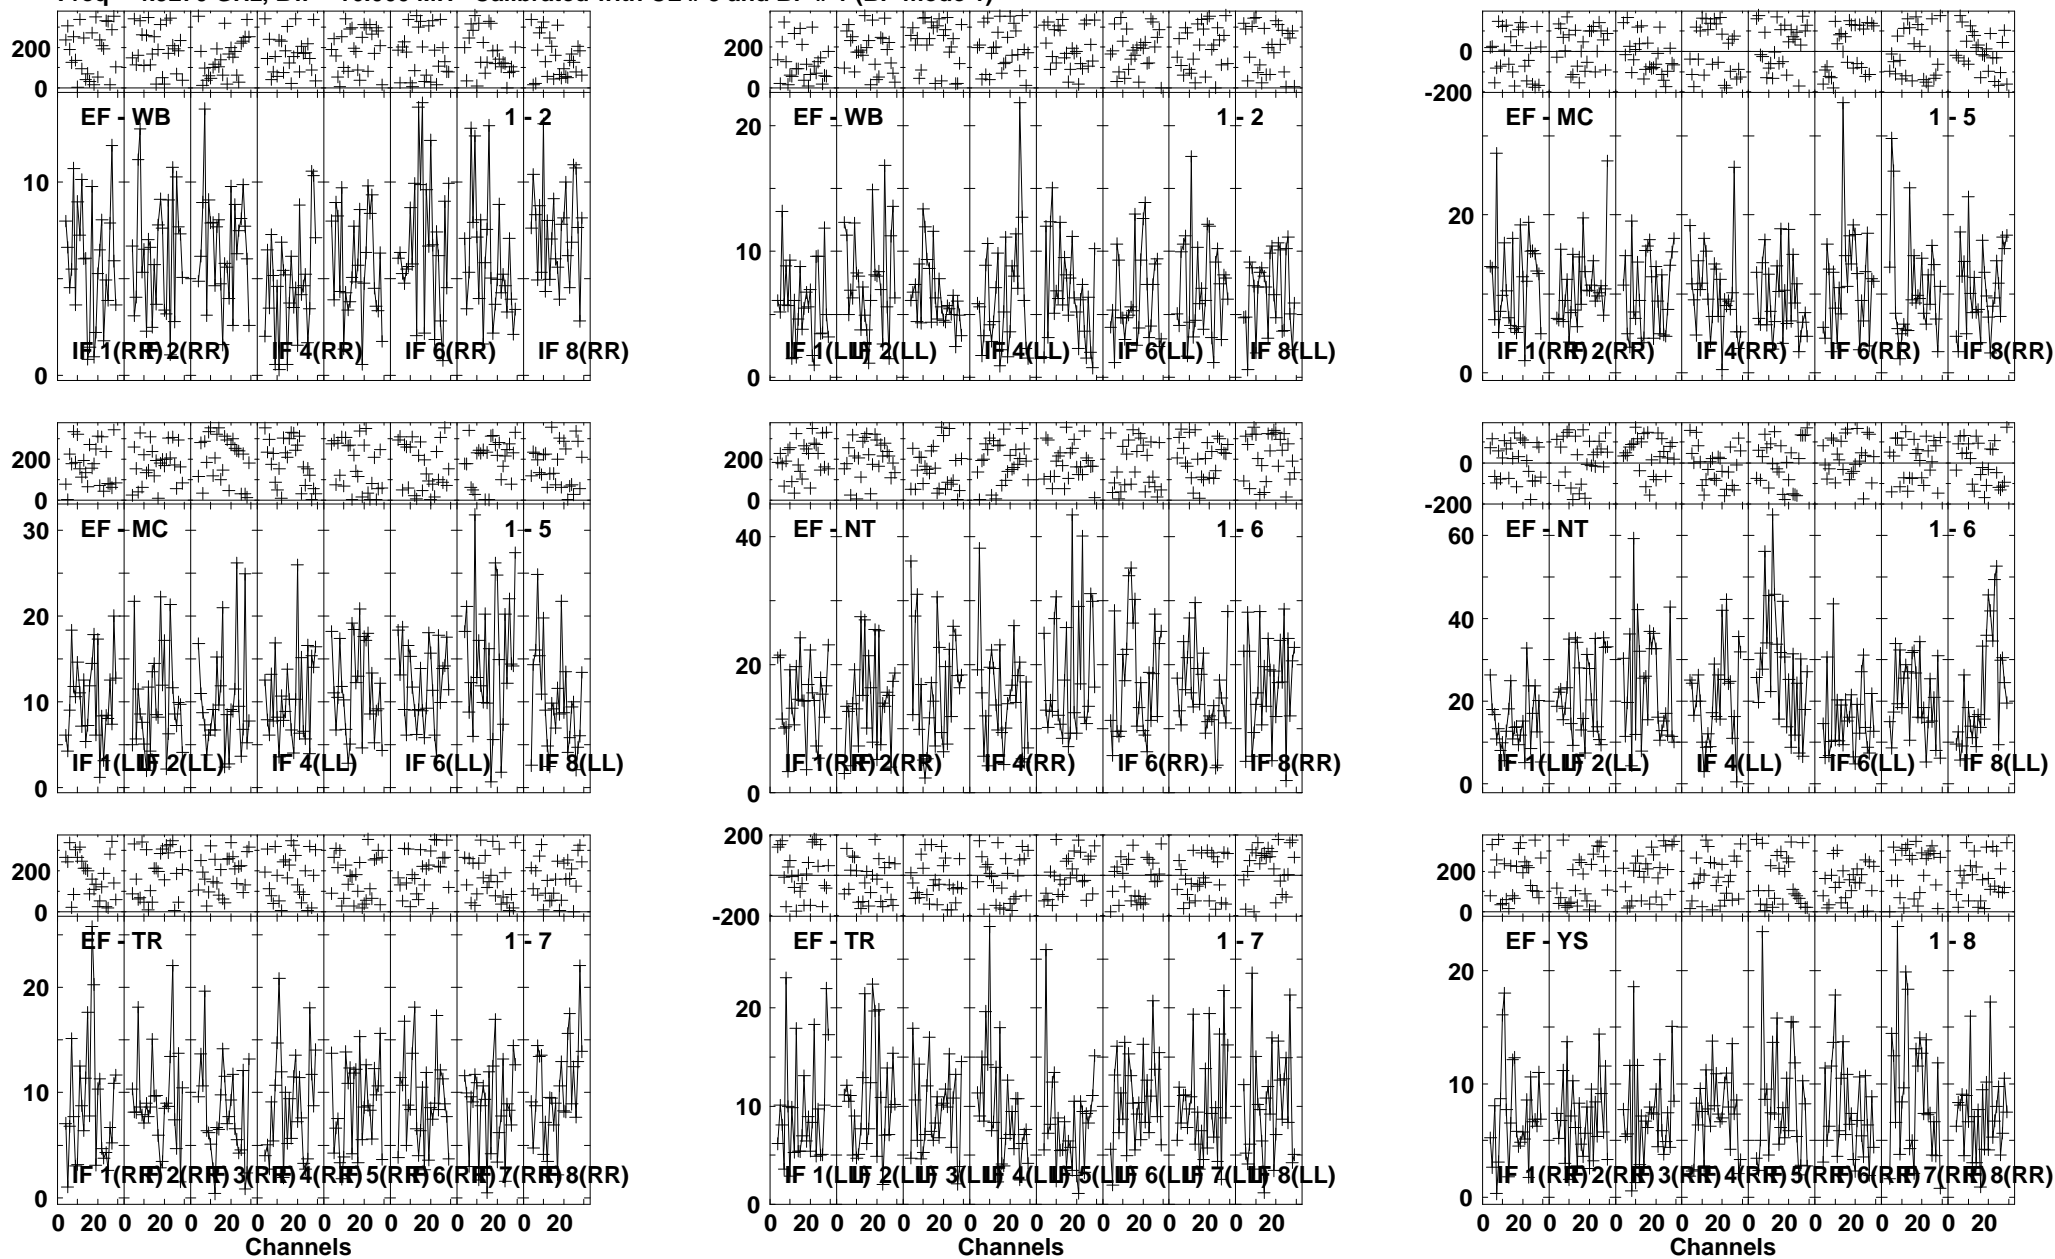 200
0
EF - WB 1 - 2
10
0
IF 1(RR) IF 2(RR) IF 4(RR) IF 6(RR) IF 8(RR)
200
0
EF - WB 1 - 2
20
10
0
IF 1(LL) IF 2(LL) IF 4(LL) IF 6(LL) IF 8(LL)
0
-200
EF - MC 1 - 5
20
0
IF 1(RR) IF 2(RR) IF 4(RR) IF 6(RR) IF 8(RR)
200
0
EF - MC 1 - 5
30
20
10
0
IF 1(LL) IF 2(LL) IF 4(LL) IF 6(LL) IF 8(LL)
200
0
EF - NT 1 - 6
40
20
0
IF 1(RR) IF 2(RR) IF 4(RR) IF 6(RR) IF 8(RR)
0
-200
EF - NT 1 - 6
60
40
20
0
IF 1(LL) IF 2(LL) IF 4(LL) IF 6(LL) IF 8(LL)
200
0
EF - TR 1 - 7
20
10
0
IF 1(RR) IF 2(RR) IF 3(RR) IF 4(RR) IF 5(RR) IF 6(RR) IF 7(RR) IF 8(RR)
0 20 0 20 0 20 0 20 0 20 0 20 0 20 0 20
Channels
200
-200
EF - TR 1 - 7
20
10
0
IF 1(LL) IF 2(LL) IF 3(LL) IF 4(LL) IF 5(LL) IF 6(LL) IF 7(LL) IF 8(LL)
0 20 0 20 0 20 0 20 0 20 0 20 0 20 0 20
Channels
200
0
EF - YS 1 - 8
20
10
0
IF 1(RR) IF 2(RR) IF 3(RR) IF 4(RR) IF 5(RR) IF 6(RR) IF 7(RR) IF 8(RR)
0 20 0 20 0 20 0 20 0 20 0 20 0 20 0 20
Channels